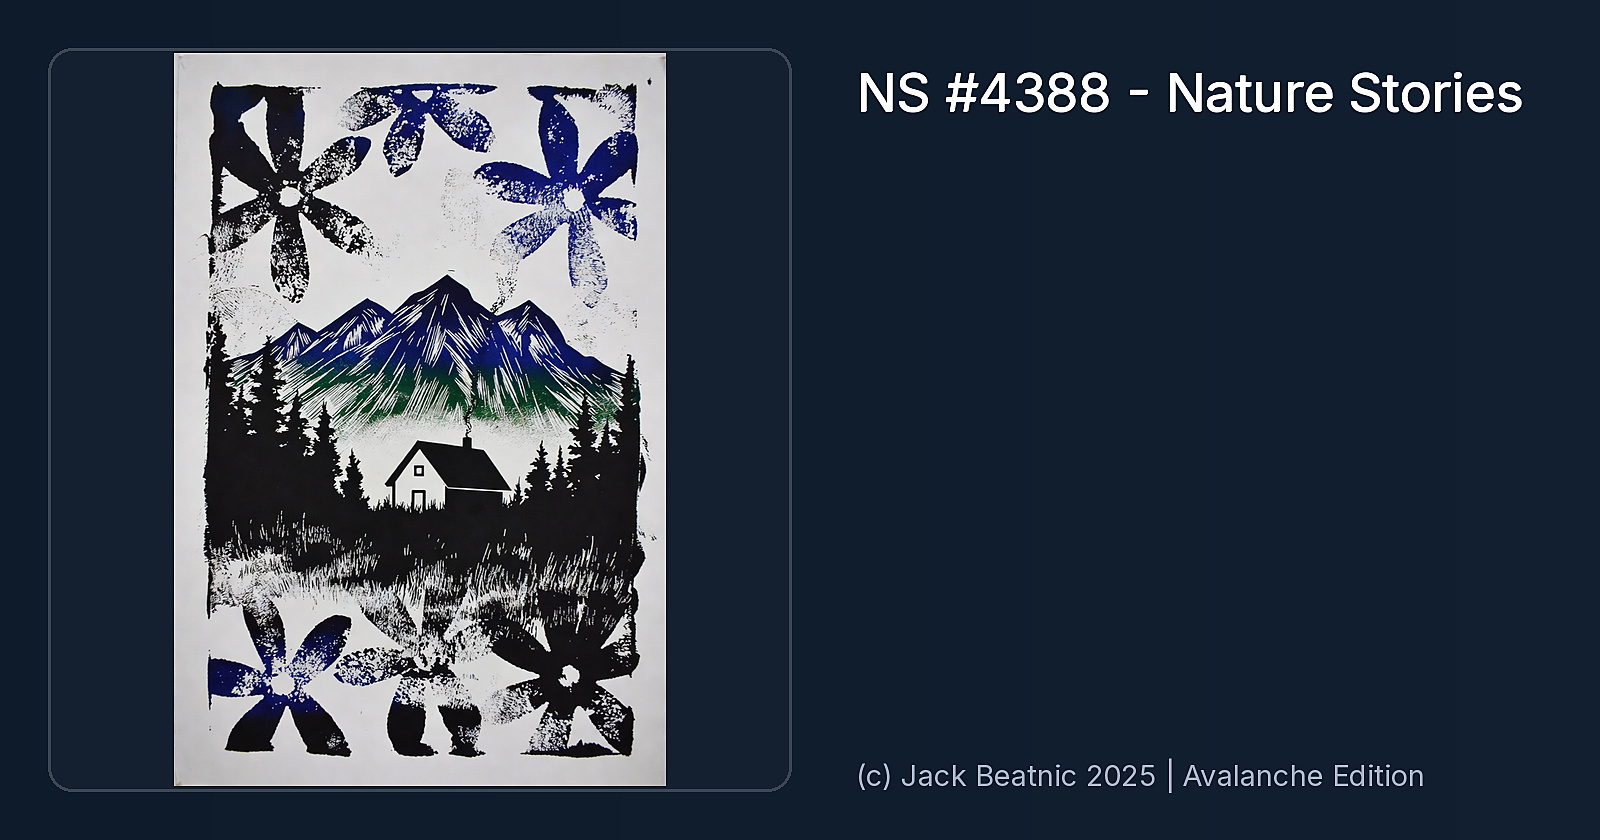 NS #4388 - Nature Stories
(c) Jack Beatnic 2025 | Avalanche Edition